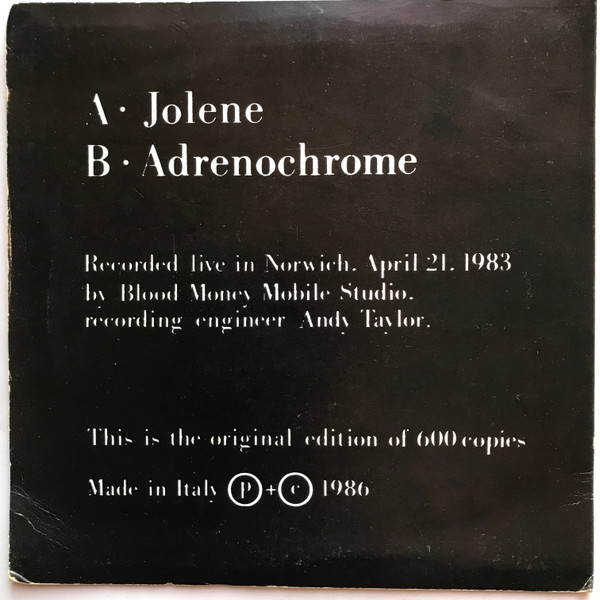 A · Jolene
B · Adrenochrome
Recorded live in Norwich. April 21. 1983
by Blood Money Mobile Studio.
recording engineer Andy Taylor.
This is the original edition of 600 copies
Made in Italy Ⓟ+Ⓒ 1986